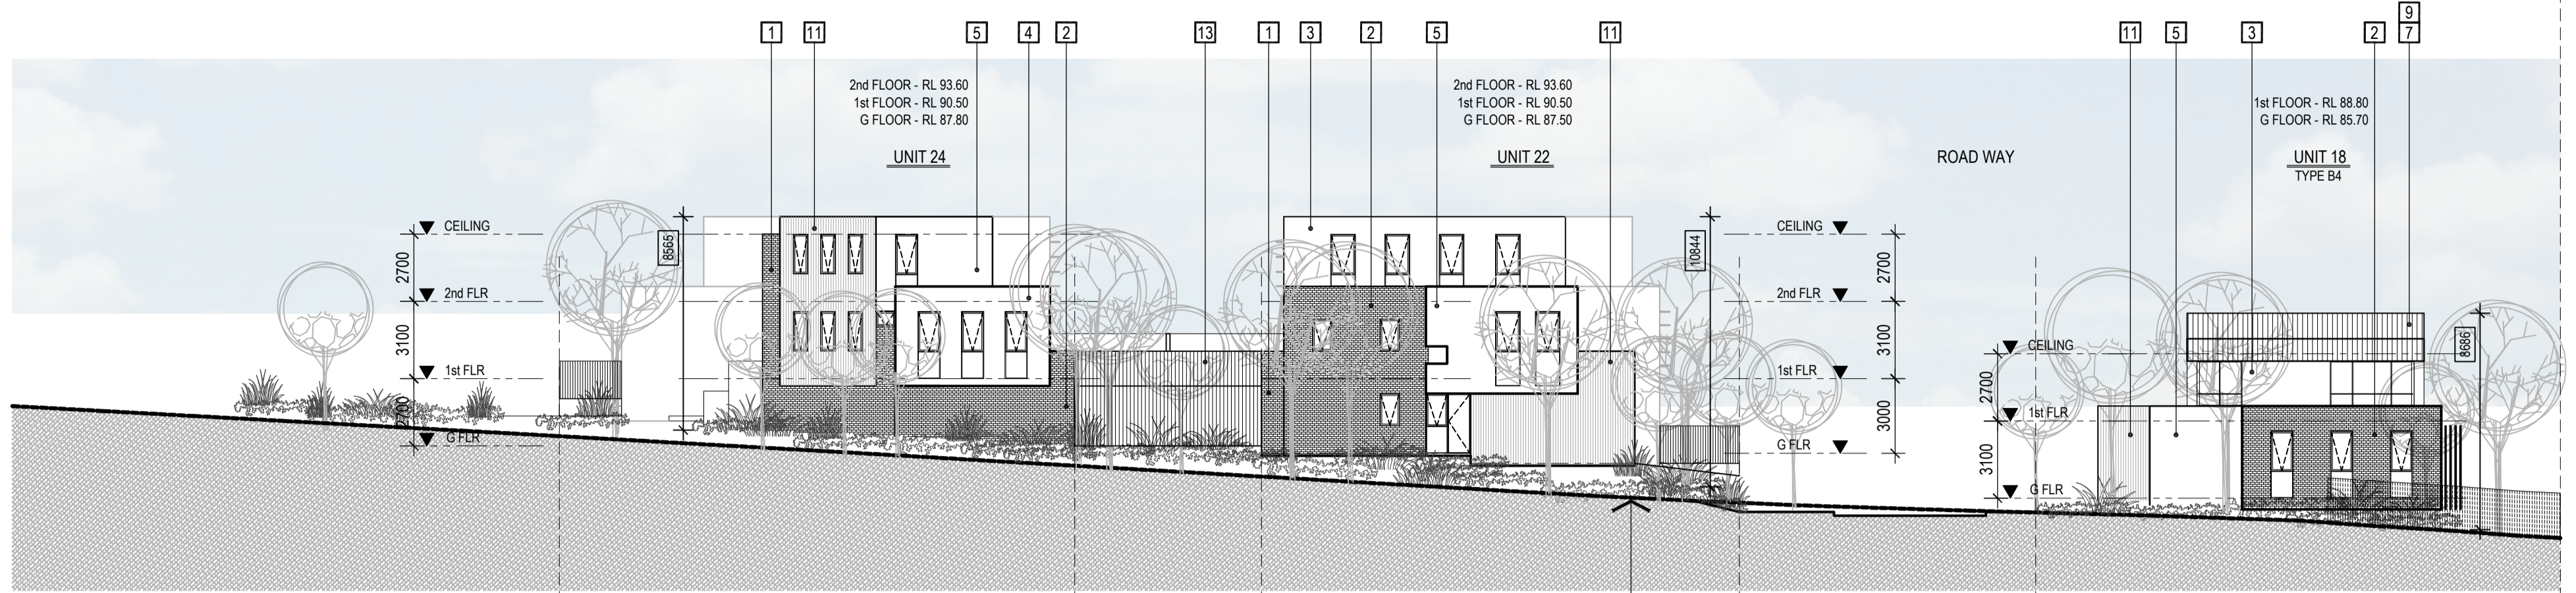 9
1 11 5 4 2 13 1 3 2 5 11 11 5 3 2 7
2nd FLOOR - RL 93.60
1st FLOOR - RL 90.50
G FLOOR - RL 87.80
UNIT 24
2nd FLOOR - RL 93.60
1st FLOOR - RL 90.50
G FLOOR - RL 87.50
UNIT 22
ROAD WAY
1st FLOOR - RL 88.80
G FLOOR - RL 85.70
UNIT 18
TYPE B4
CEILING
2700
2nd FLR
3100
1st FLR
2700
G FLR
8565
10844
CEILING
2700
2nd FLR
3100
1st FLR
3000
G FLR
CEILING
2700
1st FLR
3100
G FLR
8686